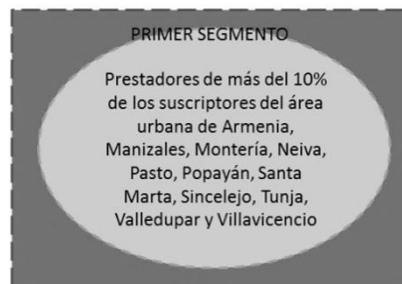 PRIMER SEGMENTO
Prestadores de más del 10%
de los suscriptores del área
urbana de Armenia,
Manizales, Montería, Neiva,
Pasto, Popayán, Santa
Marta, Sincelejo, Tunja,
Valledupar y Villavicencio